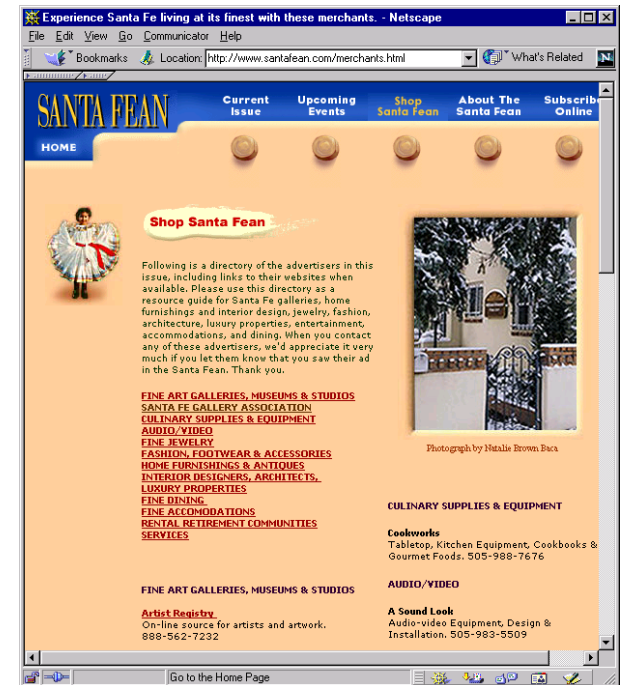 Experience Santa Fe living at its finest with these merchants. - Netscape
File Edit View Go Communicator Help
Bookmarks Location: http://www.santafean.com/merchants.html What's Related N
SANTA FEAN
Current Issue
Upcoming Events
Shop Santa Fean
About The Santa Fean
Subscribe Online
HOME
Shop Santa Fean
Following is a directory of the advertisers in this
issue, including links to their websites when
available. Please use this directory as a
resource guide for Santa Fe galleries, home
furnishings and interior design, jewelry, fashion,
architecture, luxury properties, entertainment,
accommodations, and dining. When you contact
any of these advertisers, we'd appreciate it very
much if you let them know that you saw their ad
in the Santa Fean. Thank you.
FINE ART GALLERIES, MUSEUMS & STUDIOS
SANTA FE GALLERY ASSOCIATION
CULINARY SUPPLIES & EQUIPMENT
AUDIO/VIDEO
FINE JEWELRY
FASHION, FOOTWEAR & ACCESSORIES
HOME FURNISHINGS & ANTIQUES
INTERIOR DESIGNERS, ARCHITECTS,
LUXURY PROPERTIES
FINE DINING
FINE ACCOMODATIONS
RENTAL RETIREMENT COMMUNITIES
SERVICES
FINE ART GALLERIES, MUSEUMS & STUDIOS
Artist Registry
On-line source for artists and artwork.
888-562-7232
Photograph by Natalie Brown Baca
CULINARY SUPPLIES & EQUIPMENT
Cookworks
Tabletop, Kitchen Equipment, Cookbooks &
Gourmet Foods. 505-988-7676
AUDIO/VIDEO
A Sound Look
Audio-video Equipment, Design &
Installation. 505-983-5509
Go to the Home Page